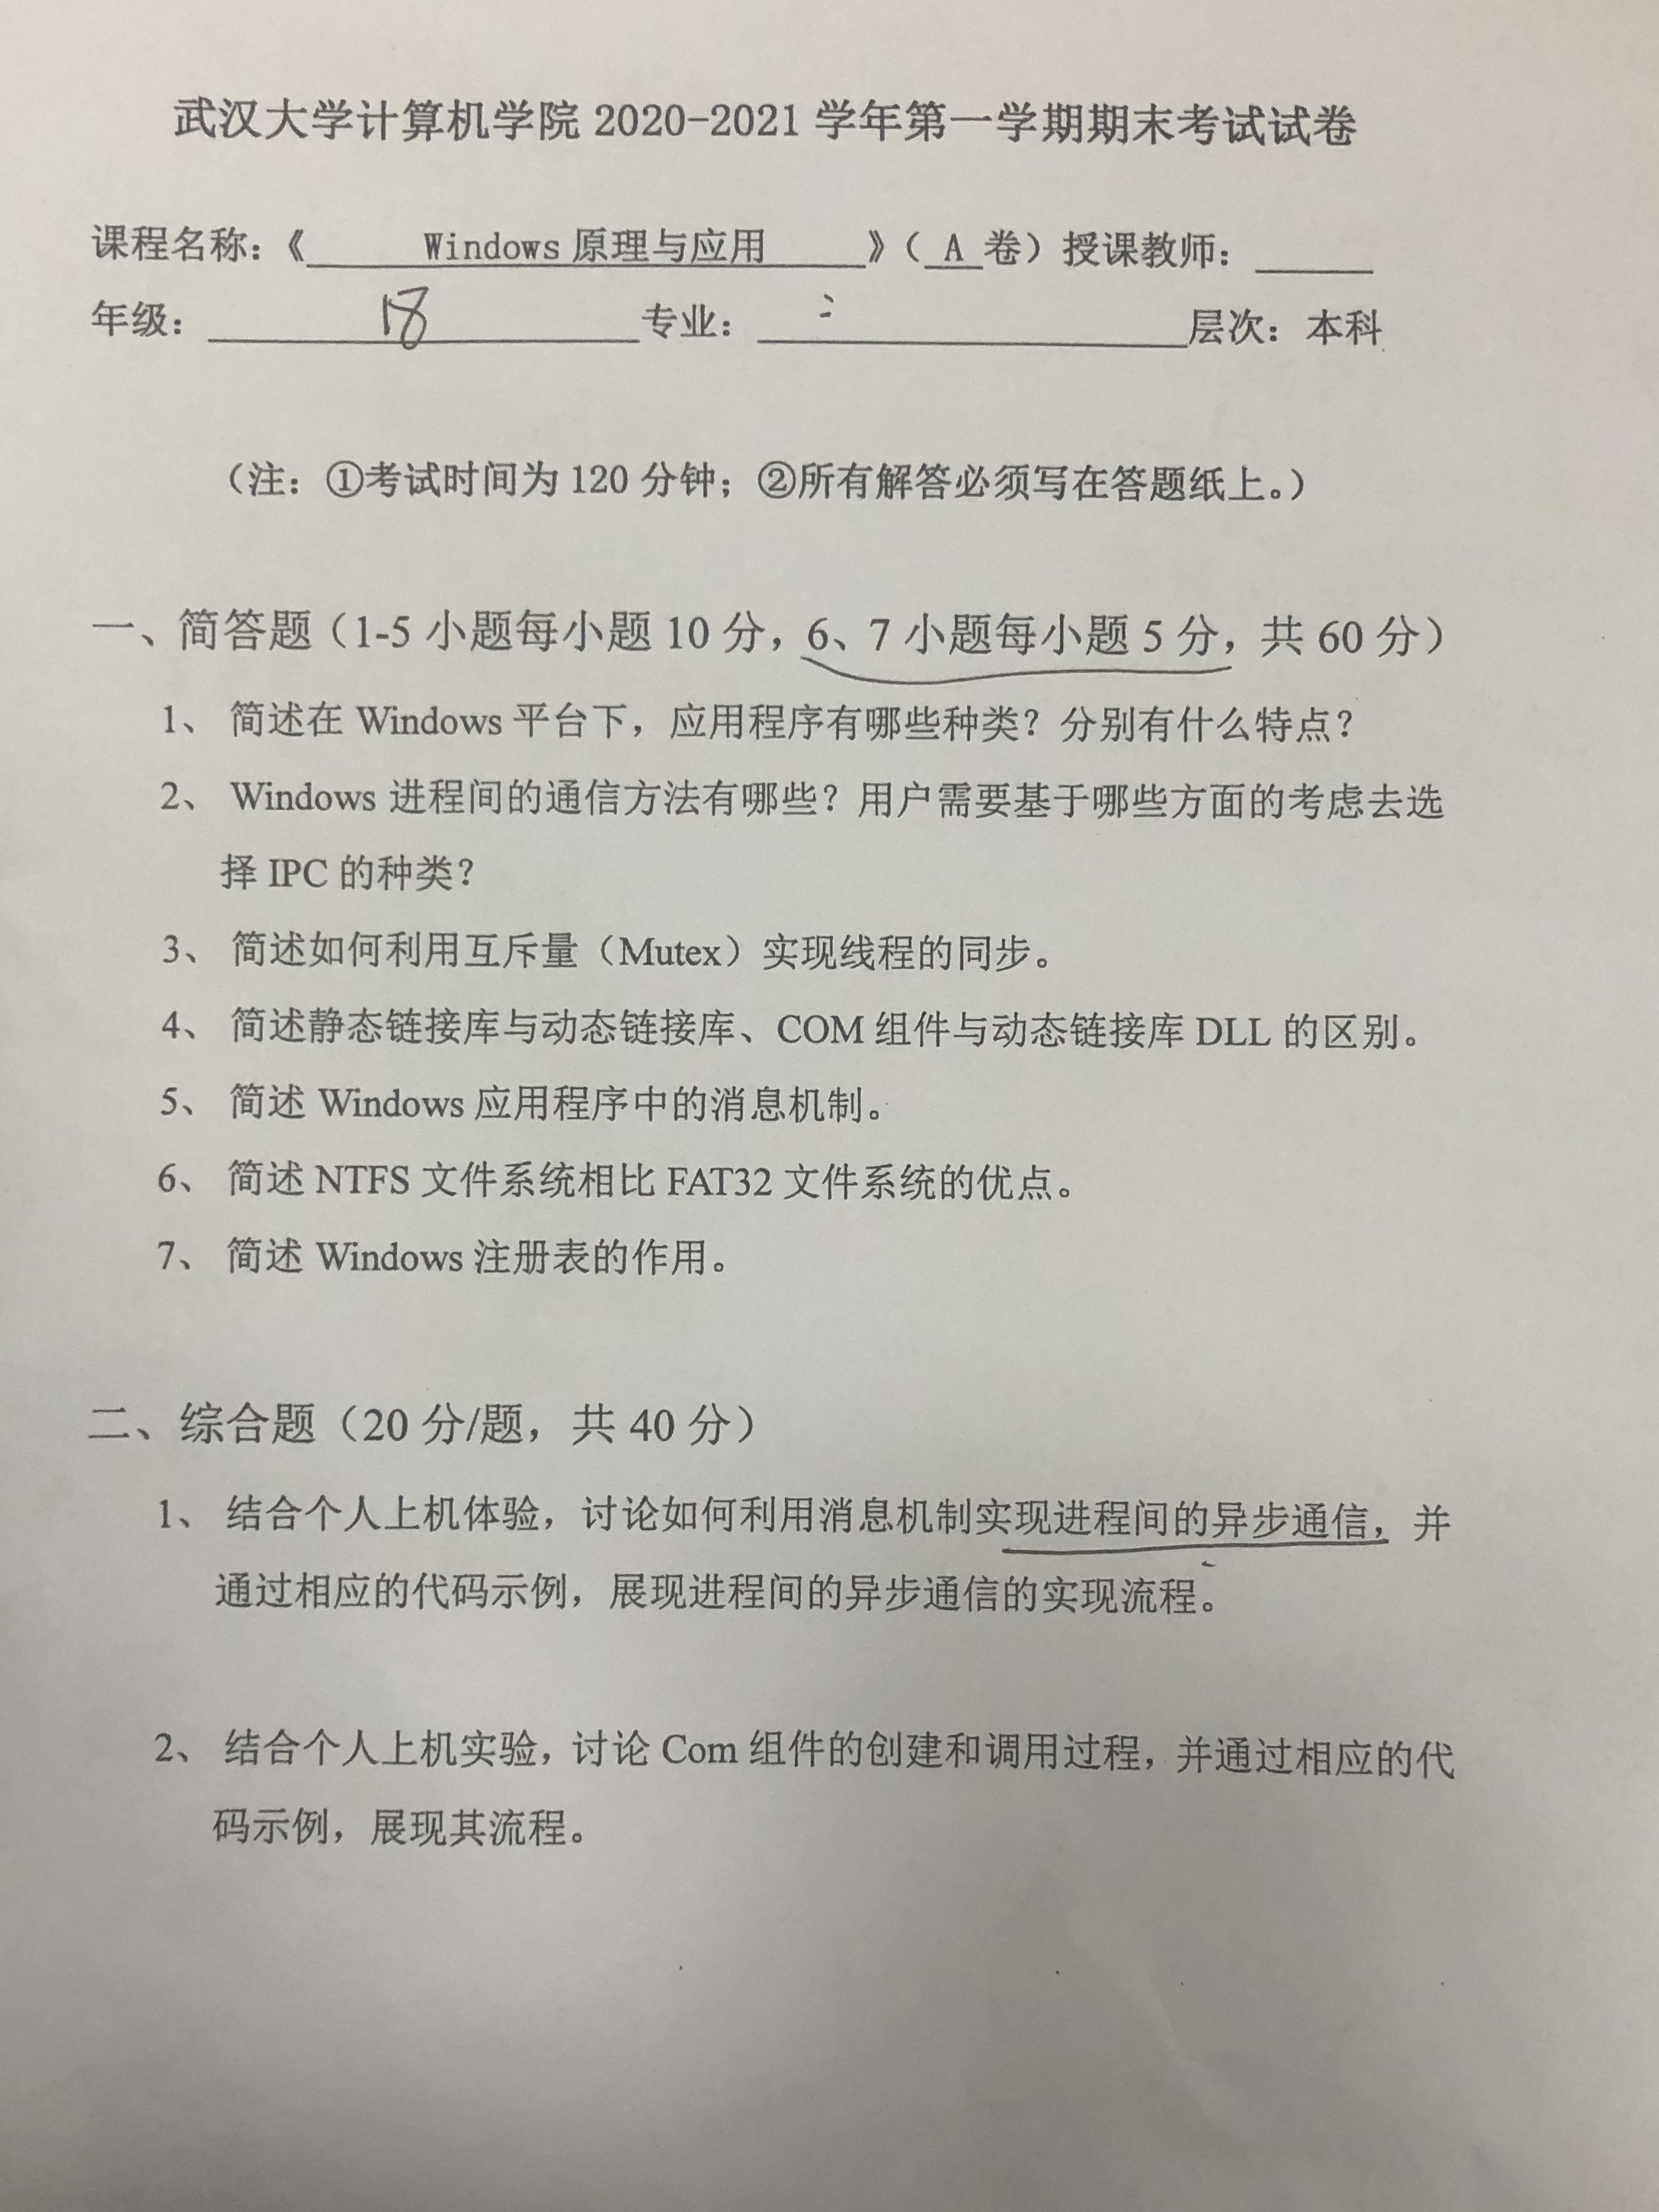 武汉大学计算机学院 2020-2021 学年第一学期期末考试试卷
课程名称：《 Windows 原理与应用 》（ A 卷）授课教师：
年级： 18 专业： 层次：本科
（注：①考试时间为 120 分钟；②所有解答必须写在答题纸上。）
一、简答题（1-5 小题每小题 10 分，6、7 小题每小题 5 分，共 60 分）
1、 简述在 Windows 平台下，应用程序有哪些种类？分别有什么特点？
2、 Windows 进程间的通信方法有哪些？用户需要基于哪些方面的考虑去选
择 IPC 的种类？
3、 简述如何利用互斥量（Mutex）实现线程的同步。
4、 简述静态链接库与动态链接库、COM 组件与动态链接库 DLL 的区别。
5、 简述 Windows 应用程序中的消息机制。
6、 简述 NTFS 文件系统相比 FAT32 文件系统的优点。
7、 简述 Windows 注册表的作用。
二、综合题（20 分/题，共 40 分）
1、 结合个人上机体验，讨论如何利用消息机制实现进程间的异步通信，并
通过相应的代码示例，展现进程间的异步通信的实现流程。
2、 结合个人上机实验，讨论 Com 组件的创建和调用过程，并通过相应的代
码示例，展现其流程。